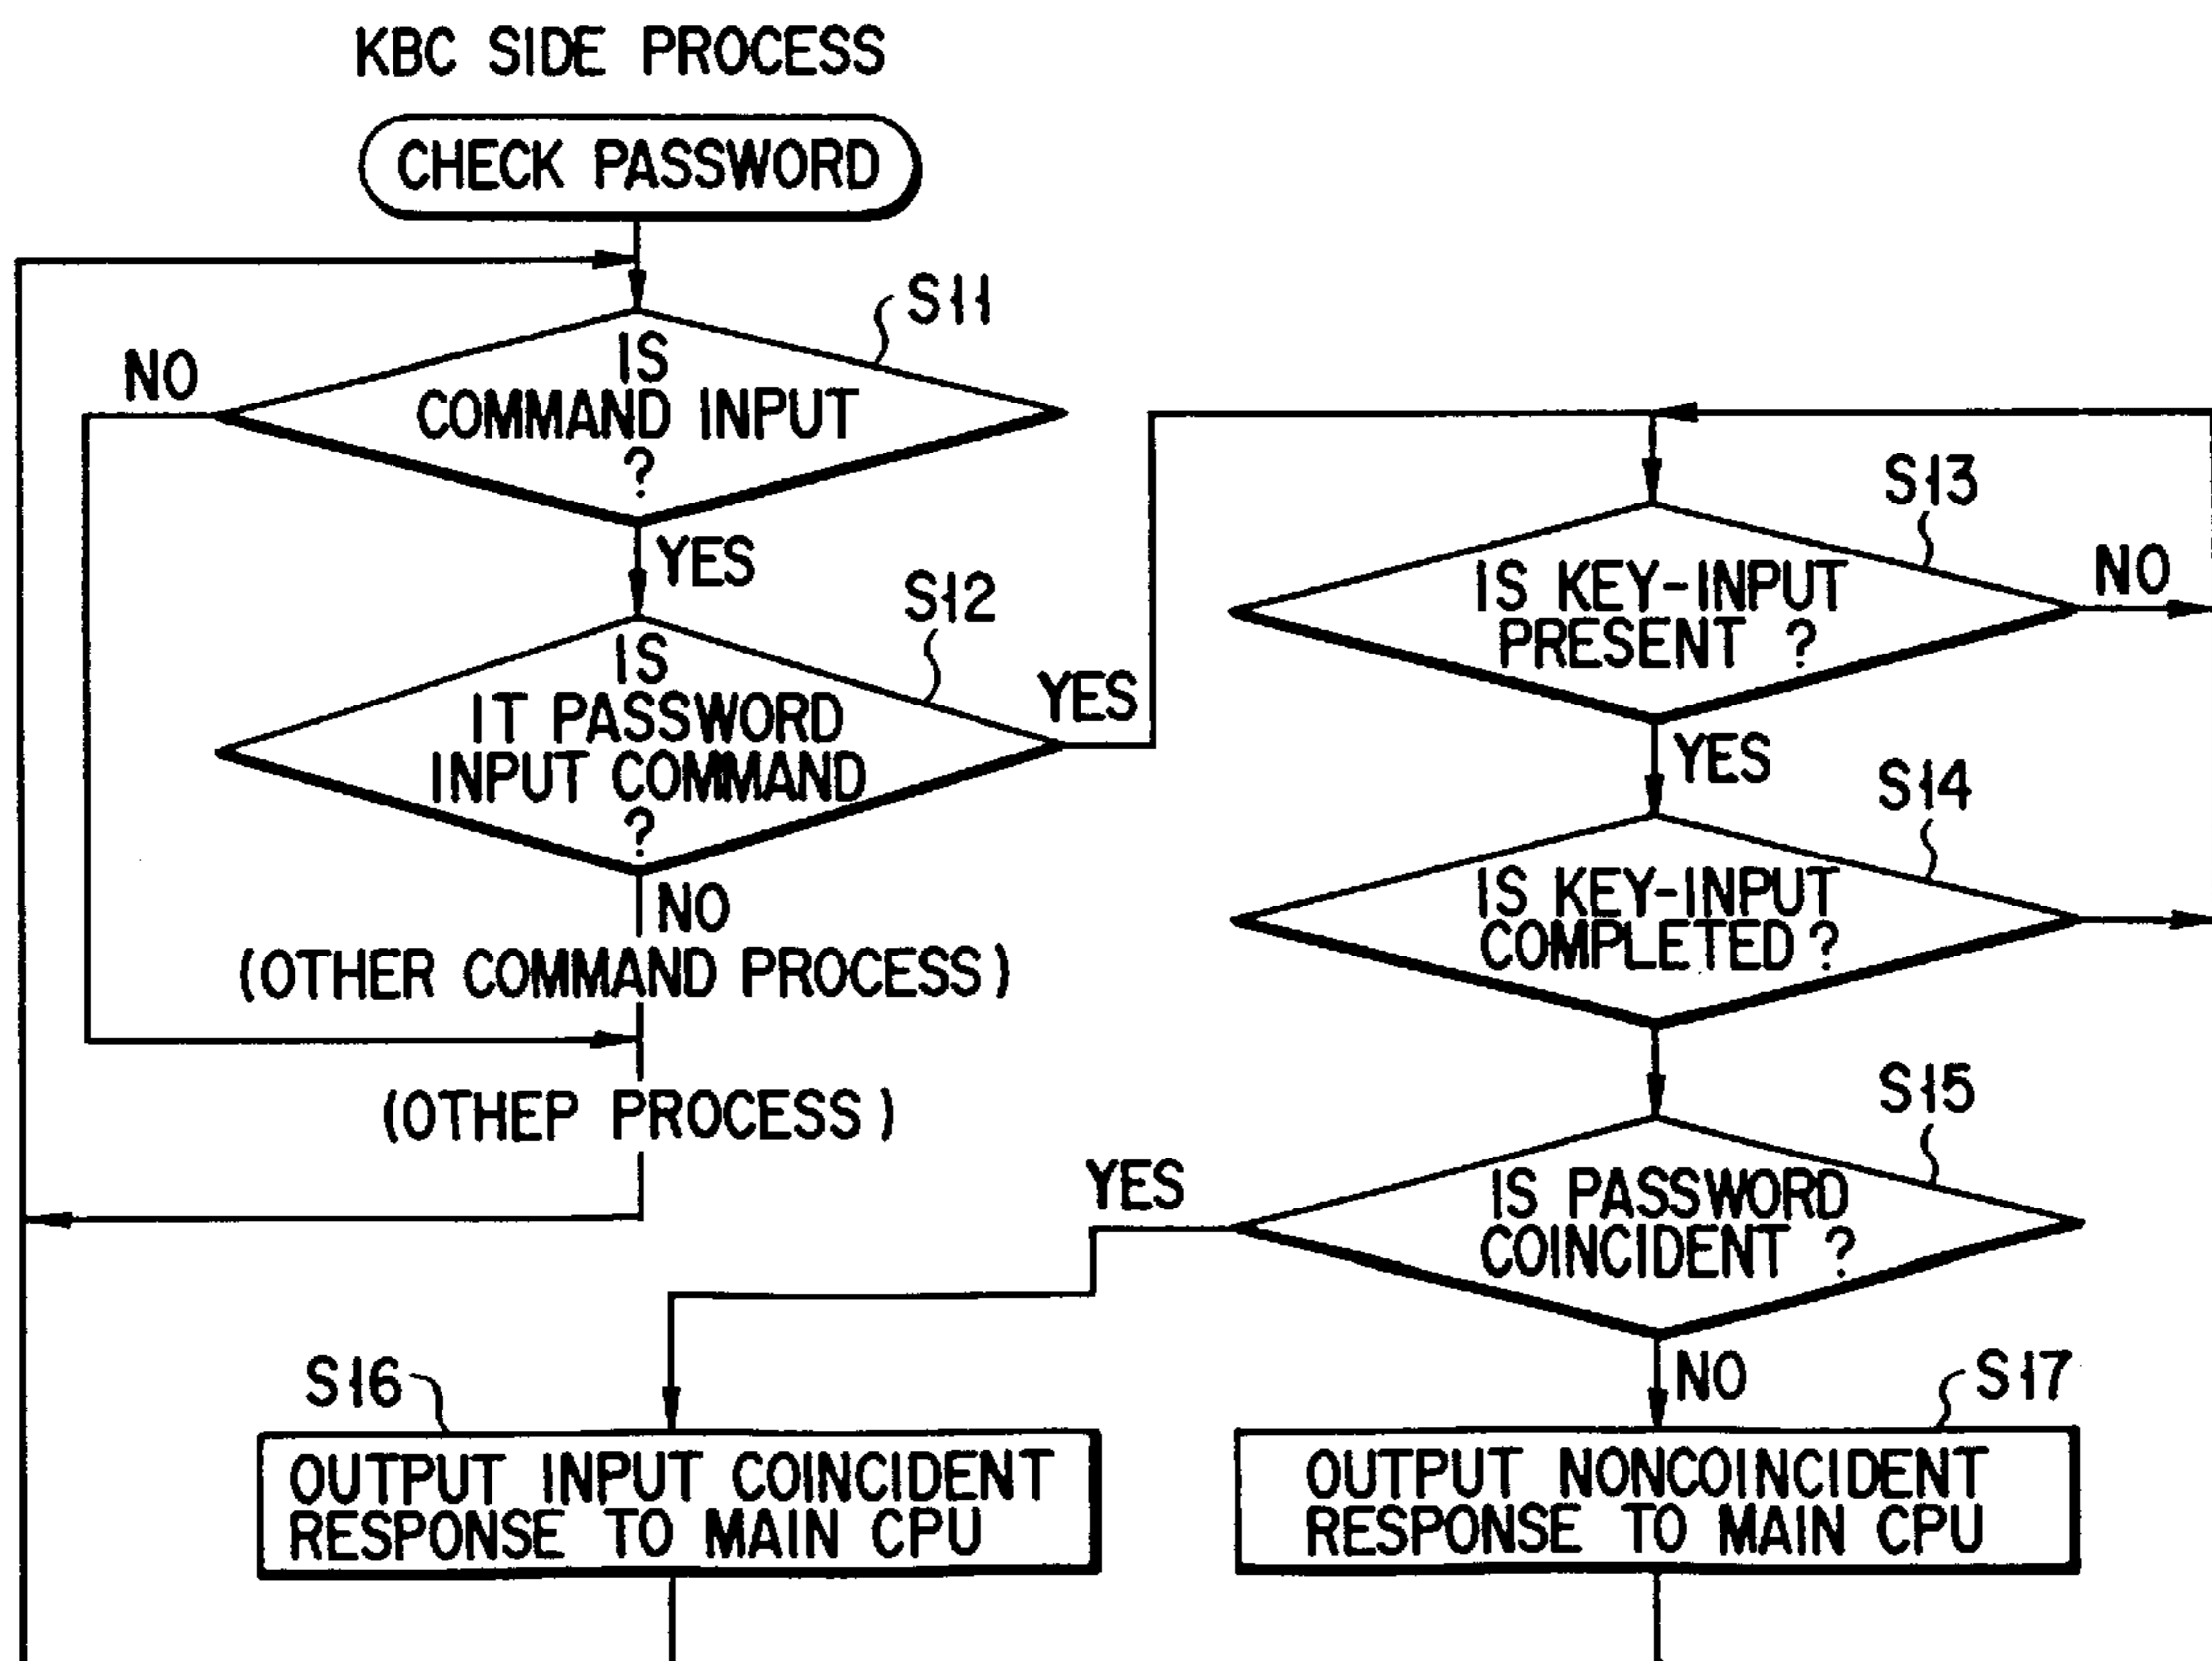 KBC SIDE PROCESS
CHECK PASSWORD
S11
NO
IS
COMMAND INPUT
?
YES
S12
IS
IT PASSWORD
INPUT COMMAND
?
YES
NO
(OTHER COMMAND PROCESS)
(OTHEP PROCESS)
S13
IS KEY-INPUT
PRESENT ?
NO
YES
S14
IS KEY-INPUT
COMPLETED ?
S15
YES
IS PASSWORD
COINCIDENT ?
NO
S16
OUTPUT INPUT COINCIDENT
RESPONSE TO MAIN CPU
S17
OUTPUT NONCOINCIDENT
RESPONSE TO MAIN CPU